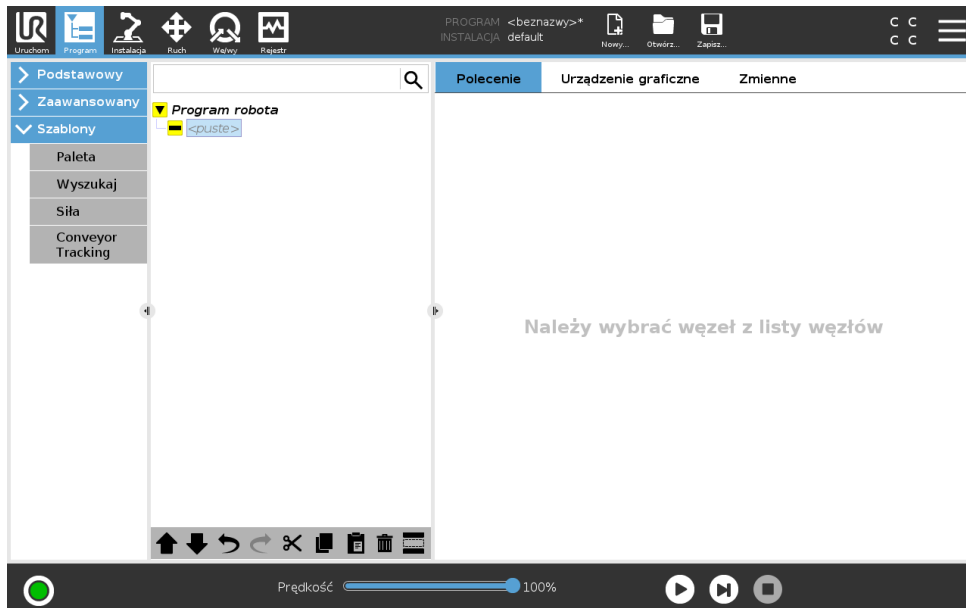 UR
Uruchom
Program
Instalacja
Ruch
We/wy
Rejestr
PROGRAM <beznazwy>*
INSTALACJA default
Nowy...
Otwórz...
Zapisz...
C C
C C
Podstawowy
Zaawansowany
Szablony
Paleta
Wyszukaj
Siła
Conveyor
Tracking
Program robota
<puste>
Polecenie
Urządzenie graficzne
Zmienne
Należy wybrać węzeł z listy węzłów
Prędkość
100%